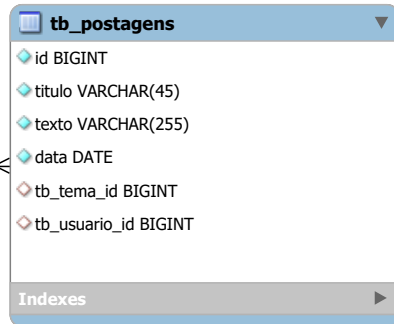 tb_postagens
id BIGINT
titulo VARCHAR(45)
texto VARCHAR(255)
data DATE
tb_tema_id BIGINT
tb_usuario_id BIGINT
Indexes